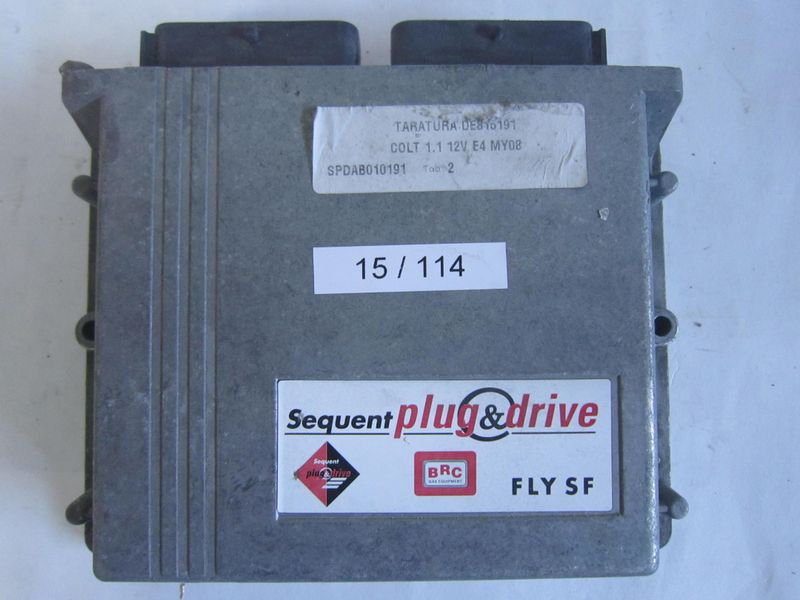 TARATURA DE815191
COLT 1.1 12V E4 MY08
SPDAB010191 Tab 2
15 / 114
Sequent plug&drive
Sequent
plug&drive
BRC
GAS EQUIPMENT
FLY SF